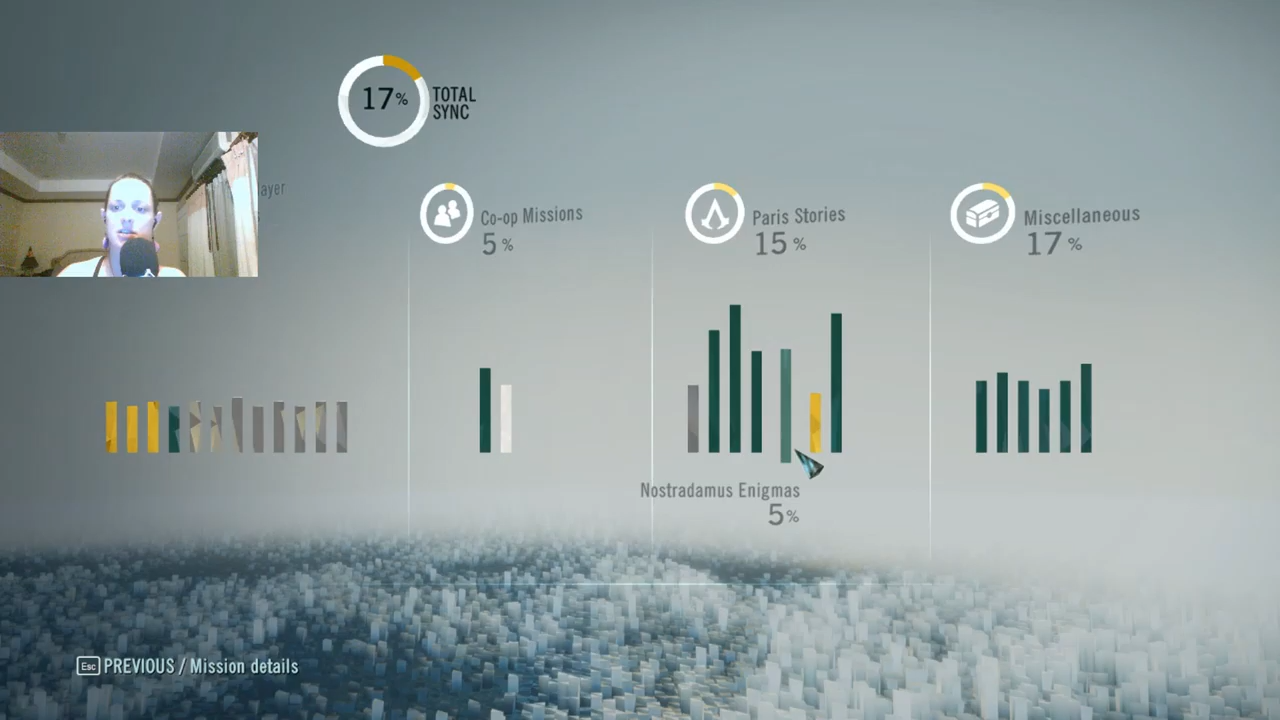 17%
TOTAL
SYNC
ayer
Co-op Missions
5 %
Paris Stories
15 %
Miscellaneous
17 %
Nostradamus Enigmas
5%
Esc PREVIOUS / Mission details